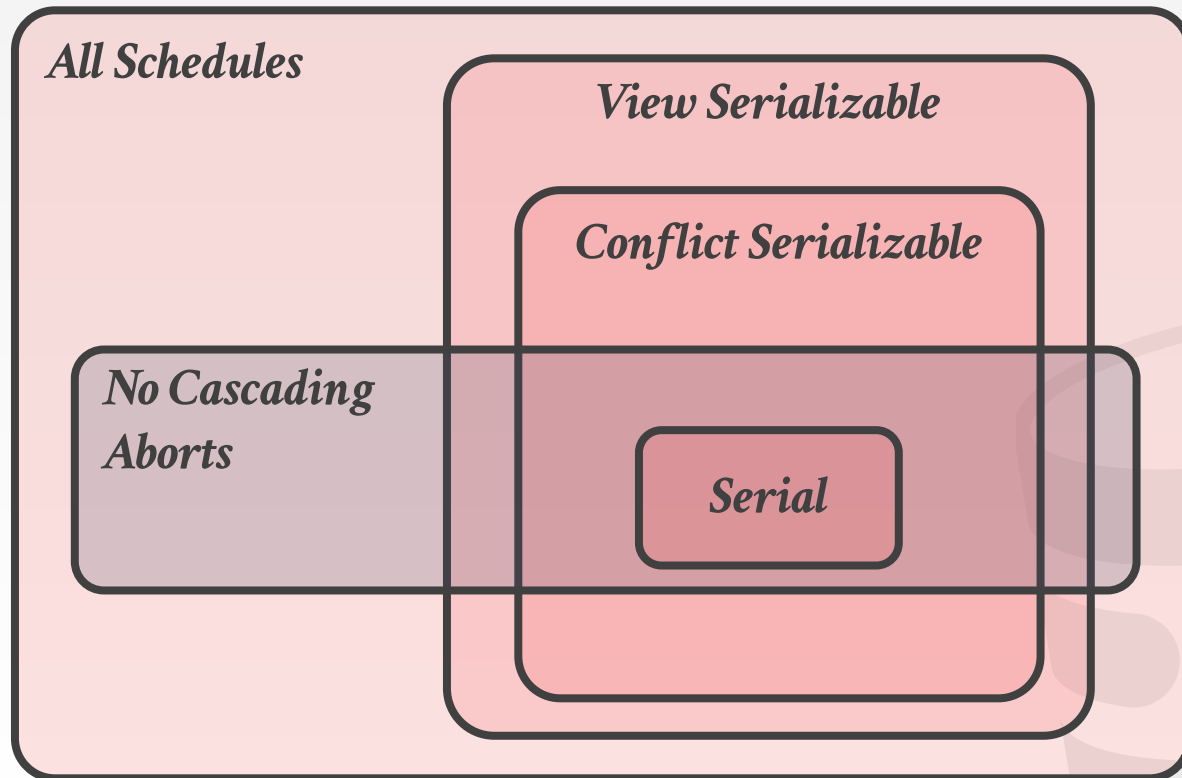 All Schedules
View Serializable
Conflict Serializable
No Cascading
Aborts
Serial